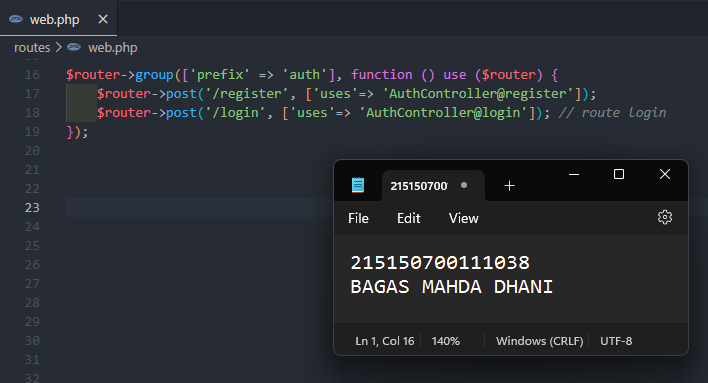 web.php
routes > web.php
16 $router->group(['prefix' => 'auth'], function () use ($router) {
17 $router->post('/register', ['uses'=> 'AuthController@register']);
18 $router->post('/login', ['uses'=> 'AuthController@login']); // route login
19 });
20
21
22
23
24
25
26
27
28
29
30
31
32
215150700
File Edit View
215150700111038
BAGAS MAHDA DHANI
Ln 1, Col 16 140% Windows (CRLF) UTF-8